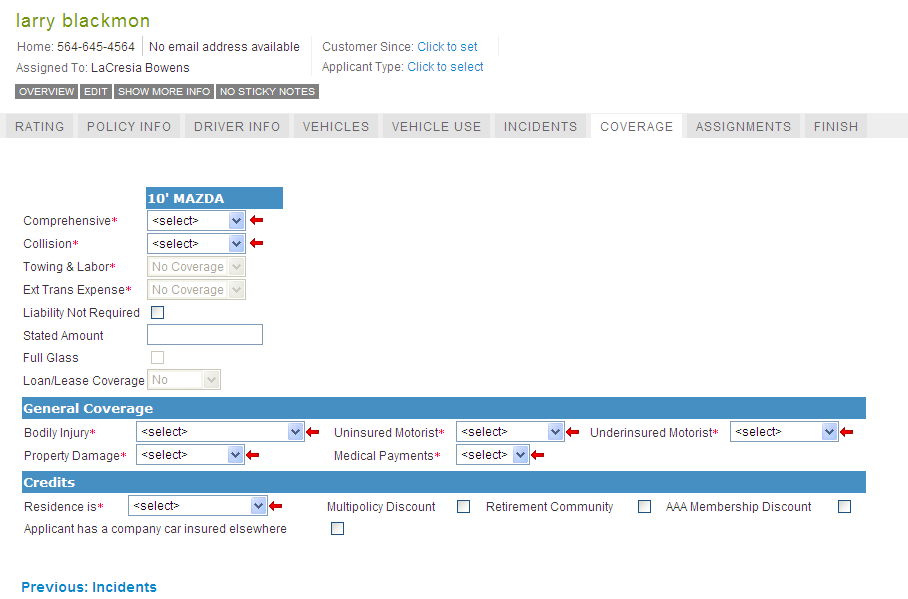 larry blackmon
Home: 564-645-4564 No email address available Customer Since: Click to set
Assigned To: LaCresia Bowens Applicant Type: Click to select
OVERVIEW EDIT SHOW MORE INFO NO STICKY NOTES
RATING POLICY INFO DRIVER INFO VEHICLES VEHICLE USE INCIDENTS COVERAGE ASSIGNMENTS FINISH
10' MAZDA
Comprehensive* <select>
Collision* <select>
Towing & Labor* No Coverage
Ext Trans Expense* No Coverage
Liability Not Required
Stated Amount
Full Glass
Loan/Lease Coverage No
General Coverage
Bodily Injury* <select> Uninsured Motorist* <select> Underinsured Motorist* <select>
Property Damage* <select> Medical Payments* <select>
Credits
Residence is* <select> Multipolicy Discount Retirement Community AAA Membership Discount
Applicant has a company car insured elsewhere
Previous: Incidents